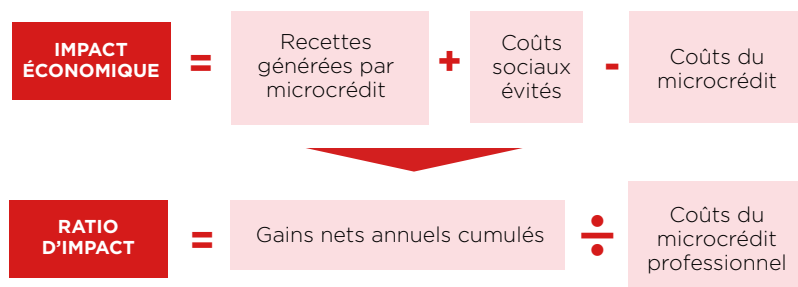 IMPACT
ÉCONOMIQUE
=
Recettes
générées par
microcrédit
+
Coûts
sociaux
évités
-
Coûts du
microcrédit
RATIO
D'IMPACT
=
Gains nets annuels cumulés
÷
Coûts du
microcrédit
professionnel